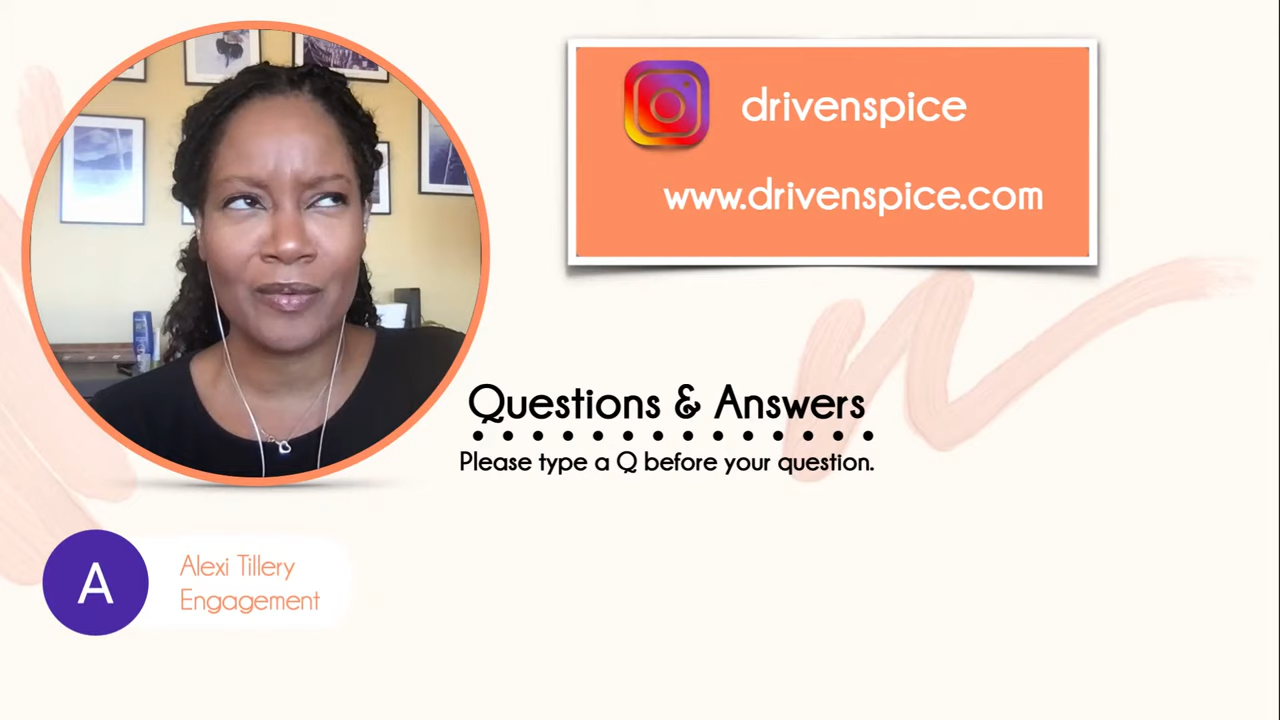 drivenspice
www.drivenspice.com
Questions & Answers
Please type a Q before your question.
A
Alexi Tillery
Engagement